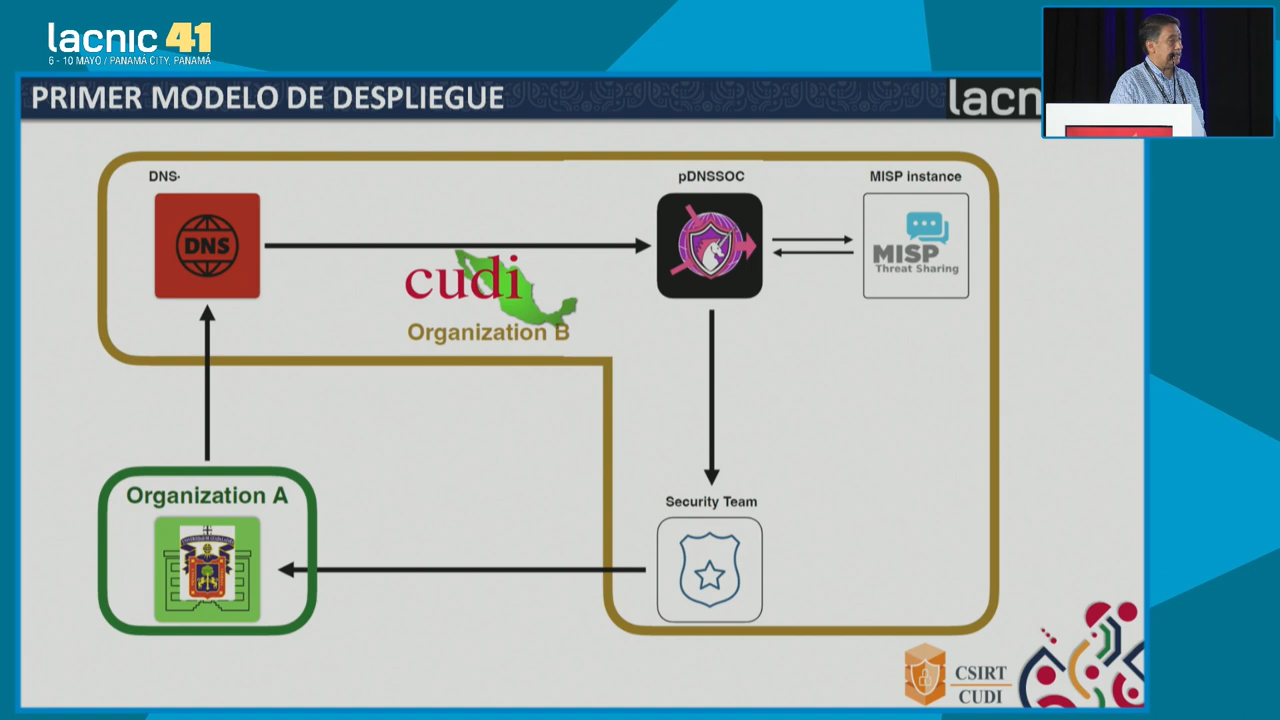 lacnic 41
6 - 10 MAYO / PANAMÁ CITY, PANAMÁ
PRIMER MODELO DE DESPLIEGUE
lacn
DNS
pDNSSOC
MISP instance
DNS
MISP
Threat Sharing
cudi
Organization B
Organization A
Security Team
CSIRT
CUDI